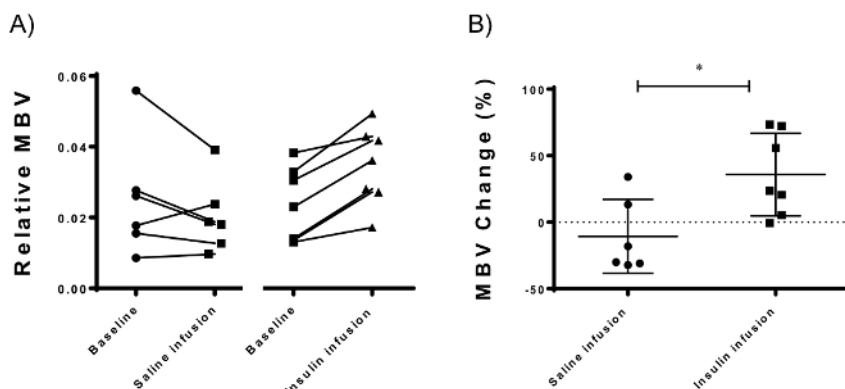 A)
B)
Relative MBV
0.06
0.04
0.02
0.00
Baseline
Saline infusion
Baseline
Insulin infusion
MBV Change (%)
100
50
0
-50
*
Saline infusion
Insulin infusion